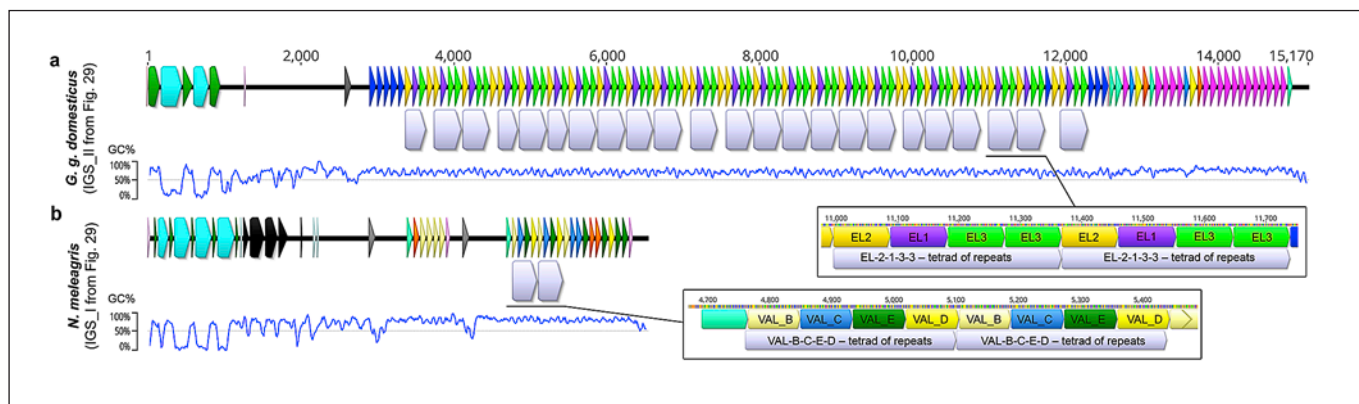 1 2,000 4,000 6,000 8,000 10,000 12,000 14,000 15,170
a
G. g. domesticus
(IGS_II from Fig. 29)
GC%
100%
50%
0%
b
N. meleagris
(IGS_I from Fig. 29)
GC%
100%
50%
0%
11,000 11,100 11,200 11,300 11,400 11,500 11,600 11,700
EL2 EL1 EL3 EL3 EL2 EL1 EL3 EL3
EL-2-1-3-3 – tetrad of repeats EL-2-1-3-3 – tetrad of repeats
4,700 4,800 4,900 5,000 5,100 5,200 5,300 5,400
VAL_B VAL_C VAL_E VAL_D VAL_B VAL_C VAL_E VAL_D
VAL-B-C-E-D – tetrad of repeats VAL-B-C-E-D – tetrad of repeats